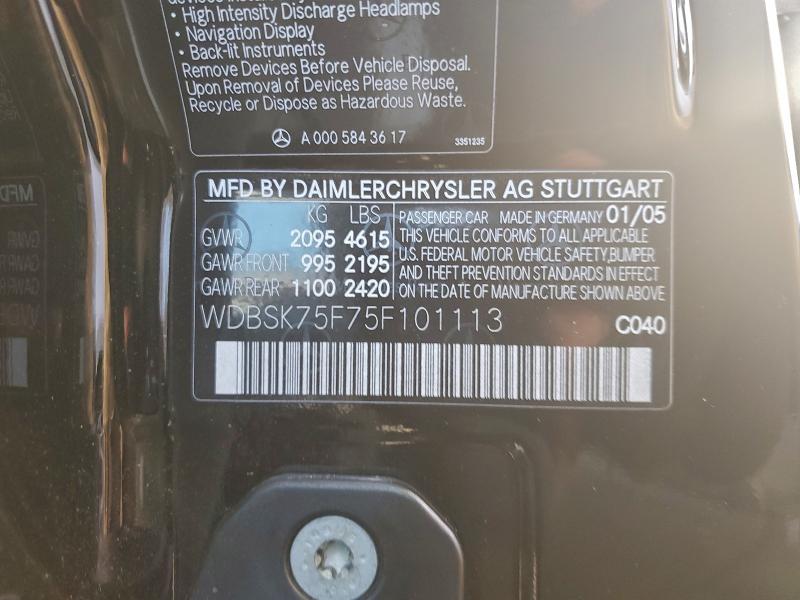 • High Intensity Discharge Headlamps
• Navigation Display
• Back-lit Instruments
Remove Devices Before Vehicle Disposal.
Upon Removal of Devices Please Reuse,
Recycle or Dispose as Hazardous Waste.
A 000 584 36 17
3351235
MFD BY DAIMLERCHRYSLER AG STUTTGART
KG LBS
GVWR 2095 4615
GAWR FRONT 995 2195
GAWR REAR 1100 2420
PASSENGER CAR MADE IN GERMANY 01/05
THIS VEHICLE CONFORMS TO ALL APPLICABLE
U.S. FEDERAL MOTOR VEHICLE SAFETY,BUMPER
AND THEFT PREVENTION STANDARDS IN EFFECT
ON THE DATE OF MANUFACTURE SHOWN ABOVE
WDBSK75F75F101113
C040